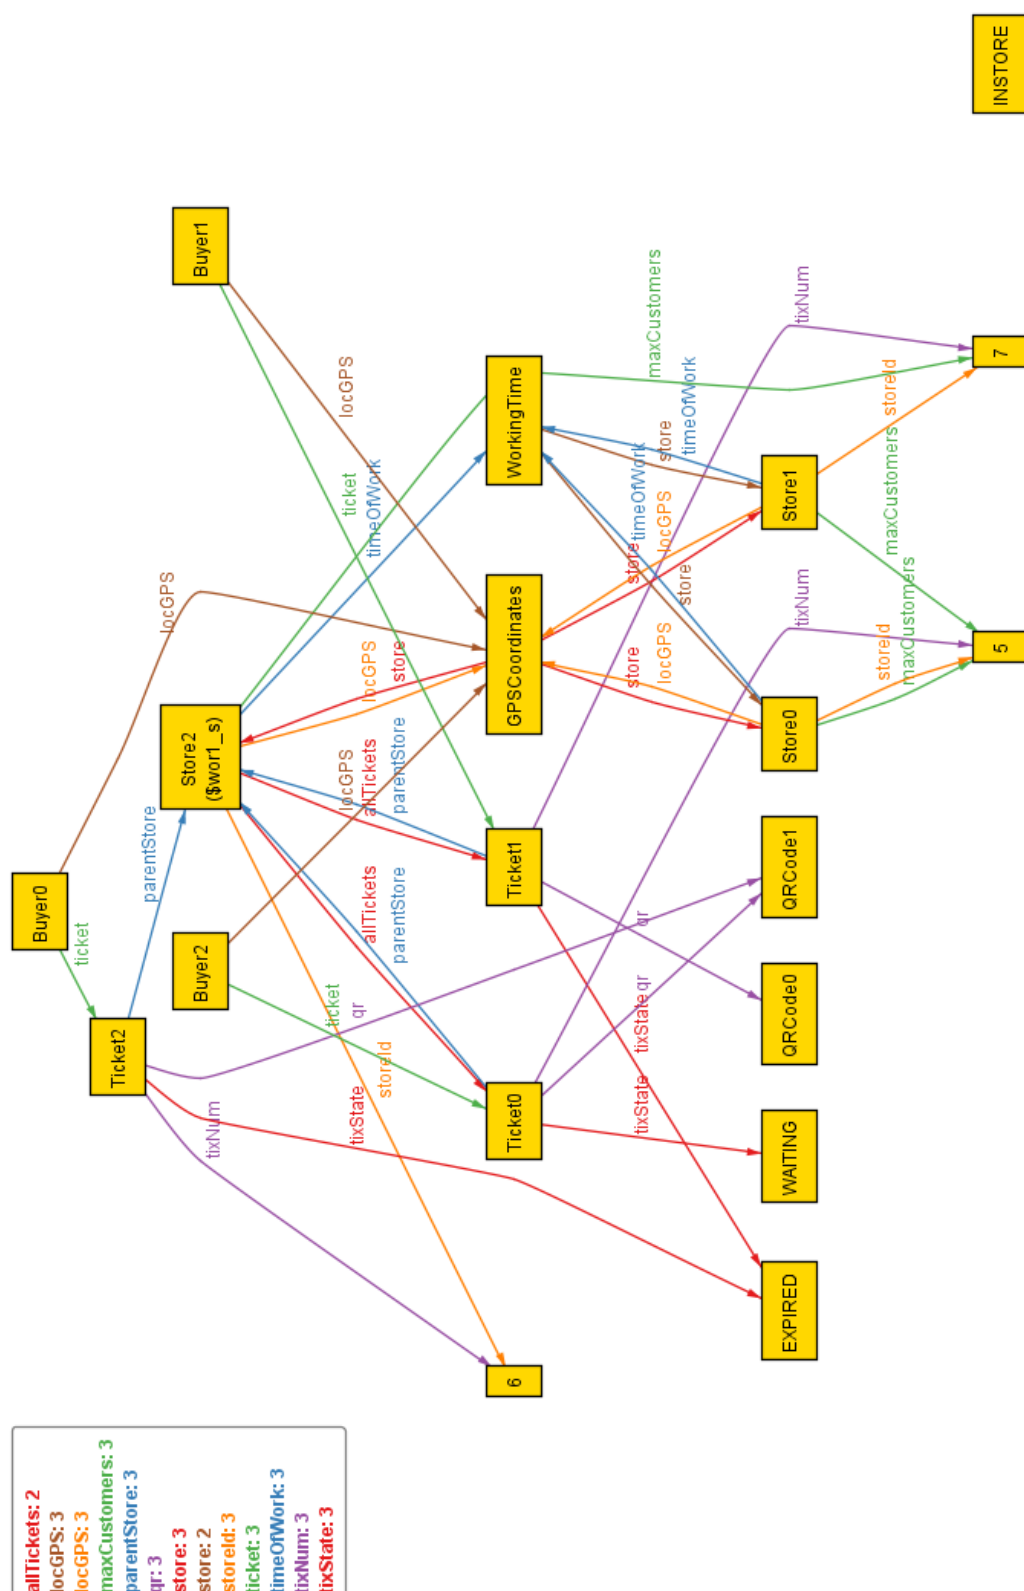 allTickets: 2
locGPS: 3
locGPS: 3
maxCustomers: 3
parentStore: 3
qr: 3
store: 3
store: 2
storeId: 3
ticket: 3
timeOfWork: 3
tixNum: 3
tixState: 3
Buyer0
ticket
Ticket2
parentStore
locGPS
Buyer2
Store2
($wor1_s)
Buyer1
tixNum
tixState
qr
ticket
storeId
locGPS
allTickets
parentStore
allTickets
parentStore
locGPS
store
ticket
timeOfWork
locGPS
6
Ticket0
Ticket1
GPSCoordinates
WorkingTime
tixState
tixState
qr
qr
store
locGPS
store
store
timeOfWork
locGPS
store
timeOfWork
maxCustomers
EXPIRED
WAITING
QRCode0
QRCode1
Store0
Store1
tixNum
tixNum
storeId
maxCustomers
maxCustomers
storeId
5
7
INSTORE